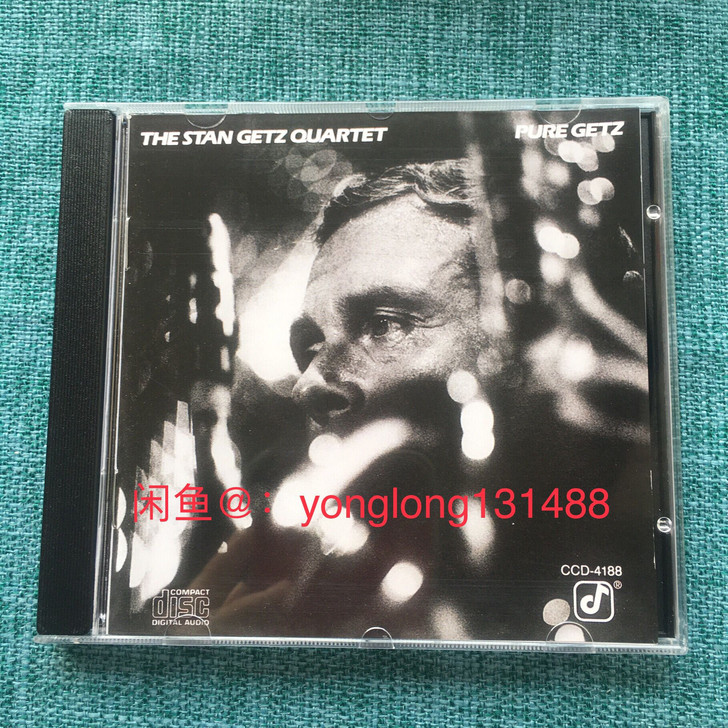 THE STAN GETZ QUARTET
PURE GETZ
闲鱼@：yonglong131488
CCD-4188
®
COMPACT
disc
DIGITAL AUDIO